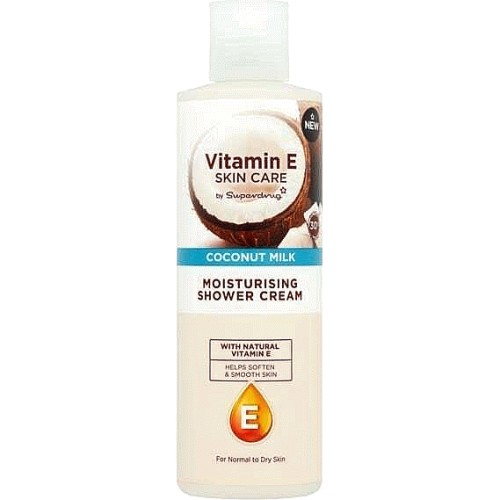 NEW
Vitamin E
SKIN CARE
by Superdrug
COCONUT MILK
MOISTURISING
SHOWER CREAM
WITH NATURAL
VITAMIN E
HELPS SOFTEN
& SMOOTH SKIN
E
For Normal to Dry Skin